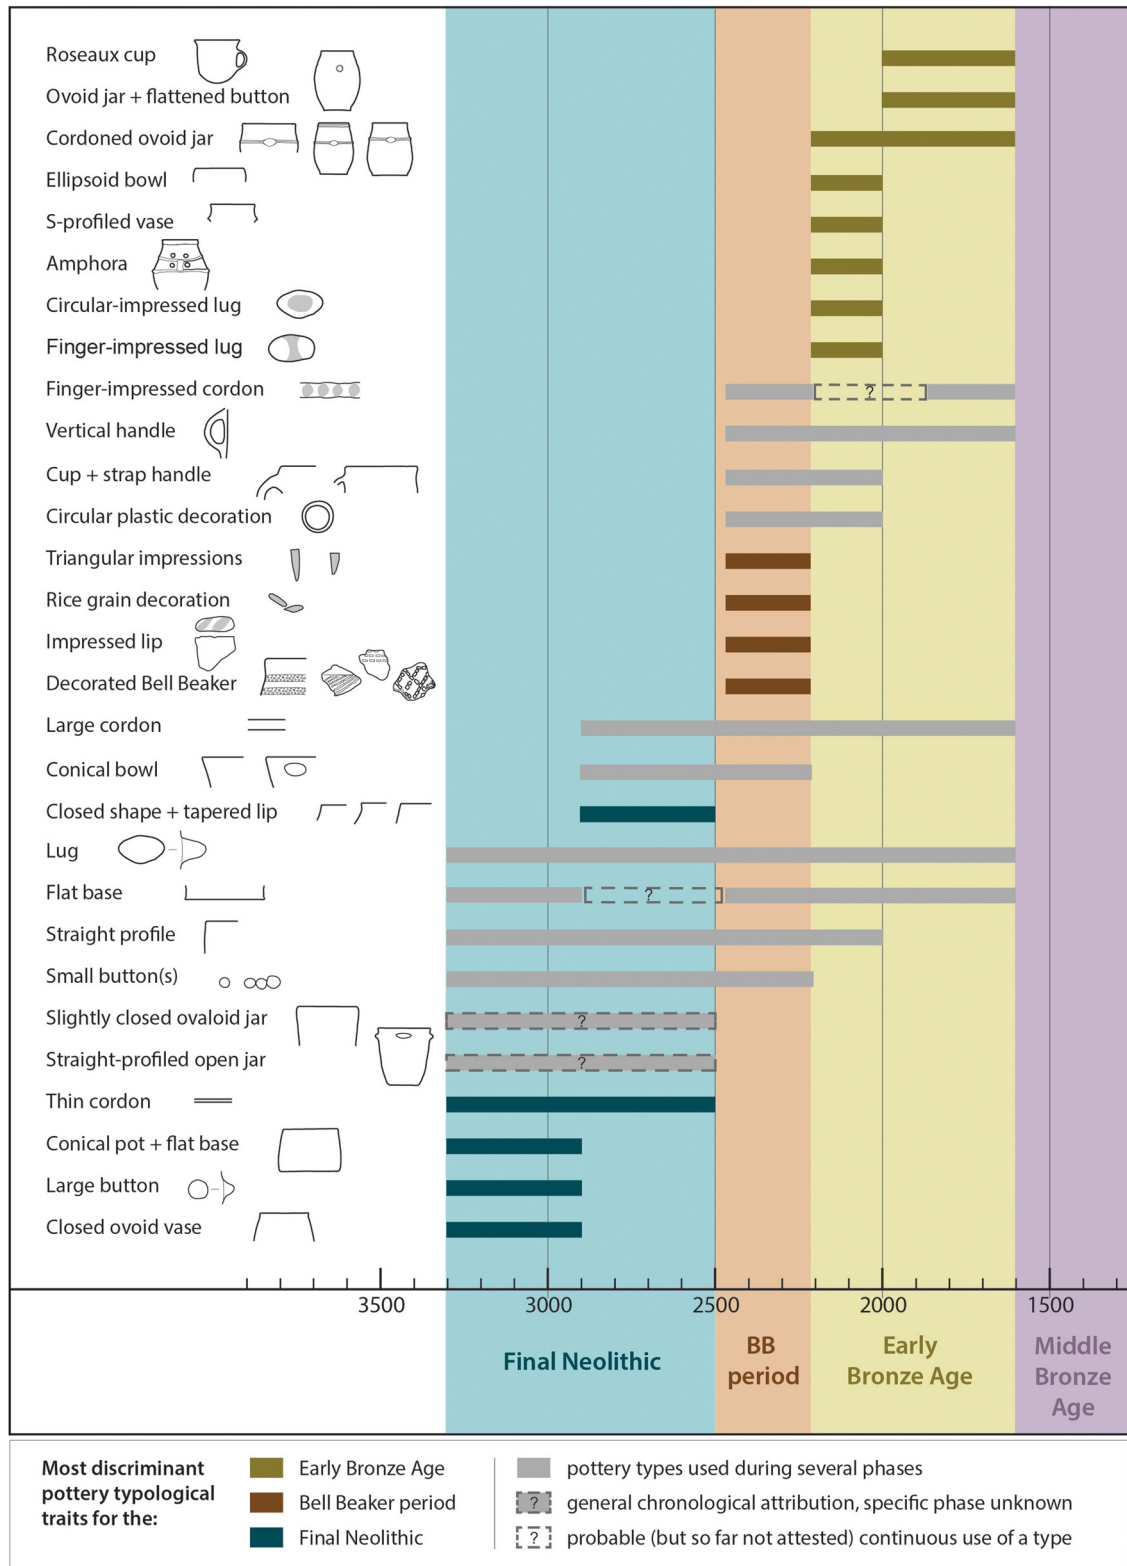 Roseaux cup
Ovoid jar + flattened button
Cordoned ovoid jar
Ellipsoid bowl
S-profiled vase
Amphora
Circular-impressed lug
Finger-impressed lug
Finger-impressed cordon
?
Vertical handle
Cup + strap handle
Circular plastic decoration
Triangular impressions
Rice grain decoration
Impressed lip
Decorated Bell Beaker
Large cordon
Conical bowl
Closed shape + tapered lip
Lug
Flat base
?
Straight profile
Small button(s)
Slightly closed ovaloid jar
?
Straight-profiled open jar
?
Thin cordon
Conical pot + flat base
Large button
Closed ovoid vase
3500 3000 2500 2000 1500
Final Neolithic
BB
period
Early
Bronze Age
Middle
Bronze
Age
Most discriminant
pottery typological
traits for the:
Early Bronze Age
Bell Beaker period
Final Neolithic
pottery types used during several phases
? general chronological attribution, specific phase unknown
? probable (but so far not attested) continuous use of a type